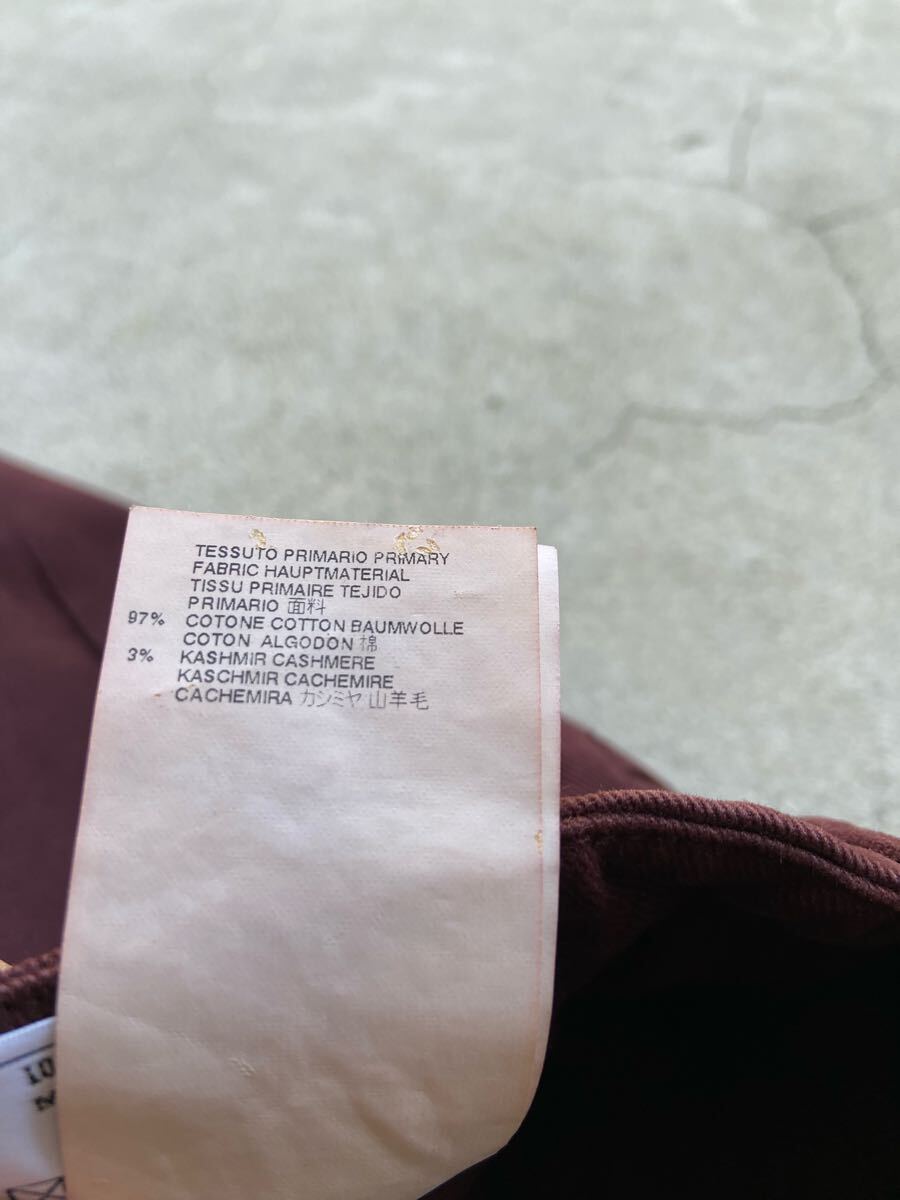 TESSUTO PRIMARIO PRIMARY
FABRIC HAUPTMATERIAL
TISSU PRIMAIRE TEJIDO
PRIMARIO 面料
97% COTONE COTTON BAUMWOLLE
COTON ALGODON 棉
3% KASHMIR CASHMERE
KASCHMIR CACHEMIRE
CACHEMIRA カシミヤ 山羊毛